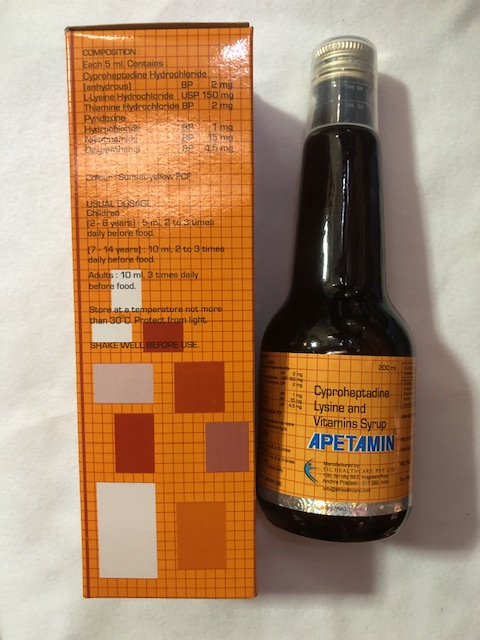 COMPOSITION :
Each 5 ml. Contains :
Cyproheptadine Hydrochloride
(anhydrous) BP 2 mg
L-Lysine Hydrochloride USP 150 mg
Thiamine Hydrochloride BP 2 mg
Pyridoxine
Hydrochloride BP 1 mg
Nicotinamide BP 15 mg
Dexpanthenol BP 4.5 mg
Colour : Sunset yellow FCF
USUAL DOSAGE :
Children :
(2 - 6 years) : 5 ml, 2 to 3 times
daily before food.
(7 - 14 years) : 10 ml, 2 to 3 times
daily before food.
Adults : 10 ml, 3 times daily
before food.
Store at a temperature not more
than 30°C. Protect from light.
SHAKE WELL BEFORE USE.
200 ml
Cyproheptadine
Lysine and
Vitamins Syrup
APETAMIN
Manufactured by
TIL HEALTHCARE PVT. LTD.
Andhra Pradesh - 517 588, India.